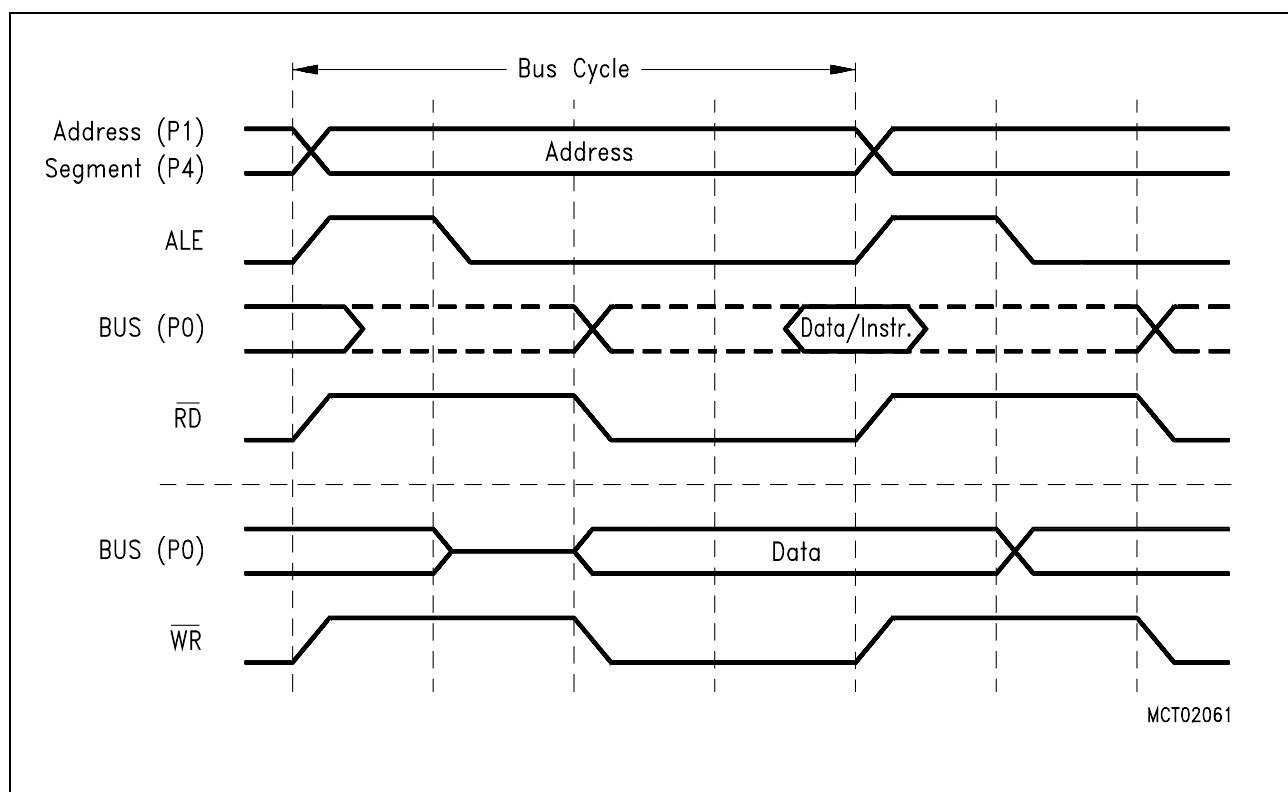 Bus Cycle
Address (P1)
Segment (P4)
Address
ALE
BUS (P0)
Data/Instr.
RD
BUS (P0)
Data
WR
MCT02061